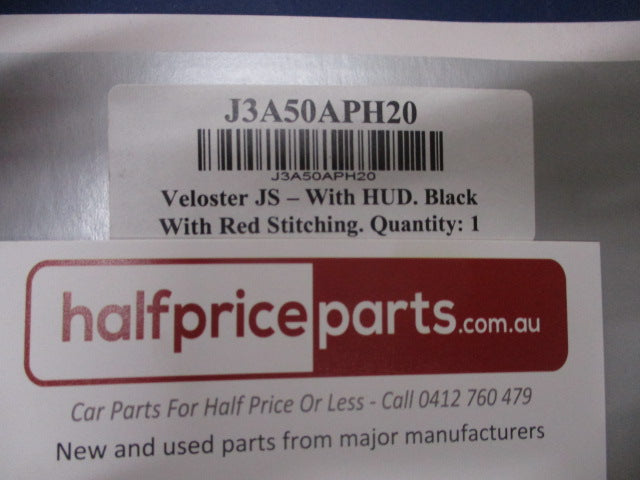 J3A50APH20
J3A50APH20
Veloster JS – With HUD. Black
With Red Stitching. Quantity: 1
halfpriceparts.com.au
Car Parts For Half Price Or Less - Call 0412 760 479
New and used parts from major manufacturers